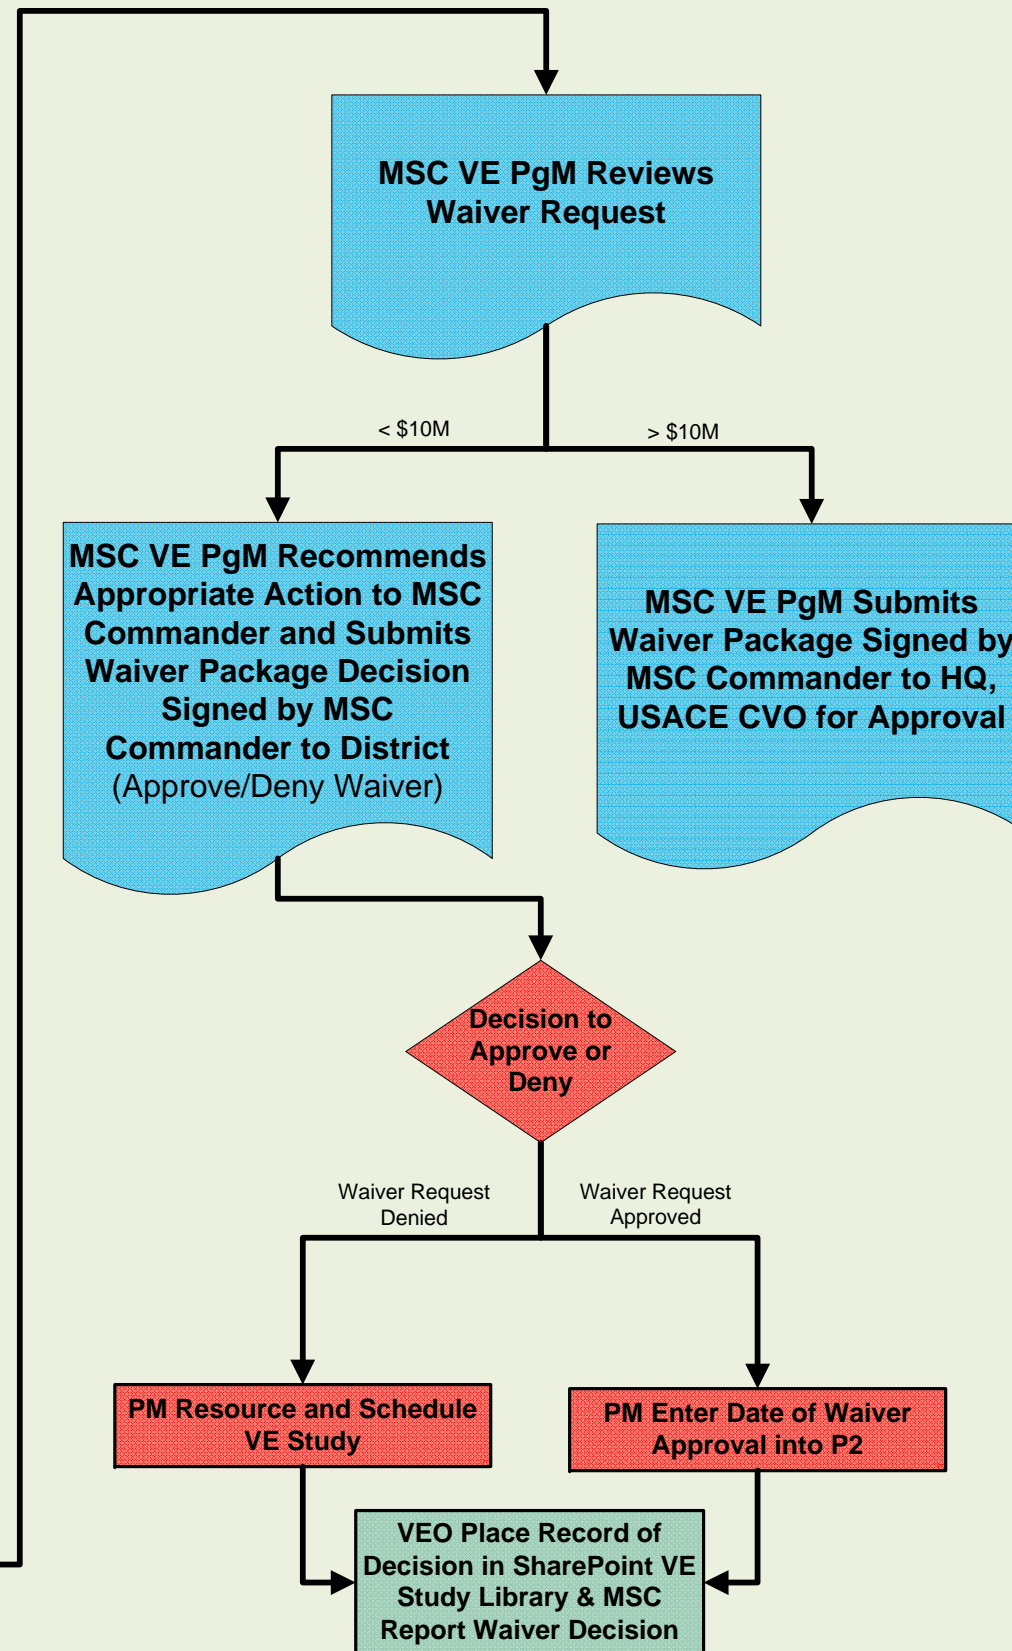 MSC VE PgM Reviews
Waiver Request
< $10M
> $10M
MSC VE PgM Recommends
Appropriate Action to MSC
Commander and Submits
Waiver Package Decision
Signed by MSC
Commander to District
(Approve/Deny Waiver)
MSC VE PgM Submits
Waiver Package Signed by
MSC Commander to HQ,
USACE CVO for Approval
Decision to
Approve or
Deny
Waiver Request
Denied
Waiver Request
Approved
PM Resource and Schedule
VE Study
PM Enter Date of Waiver
Approval into P2
VEO Place Record of
Decision in SharePoint VE
Study Library & MSC
Report Waiver Decision